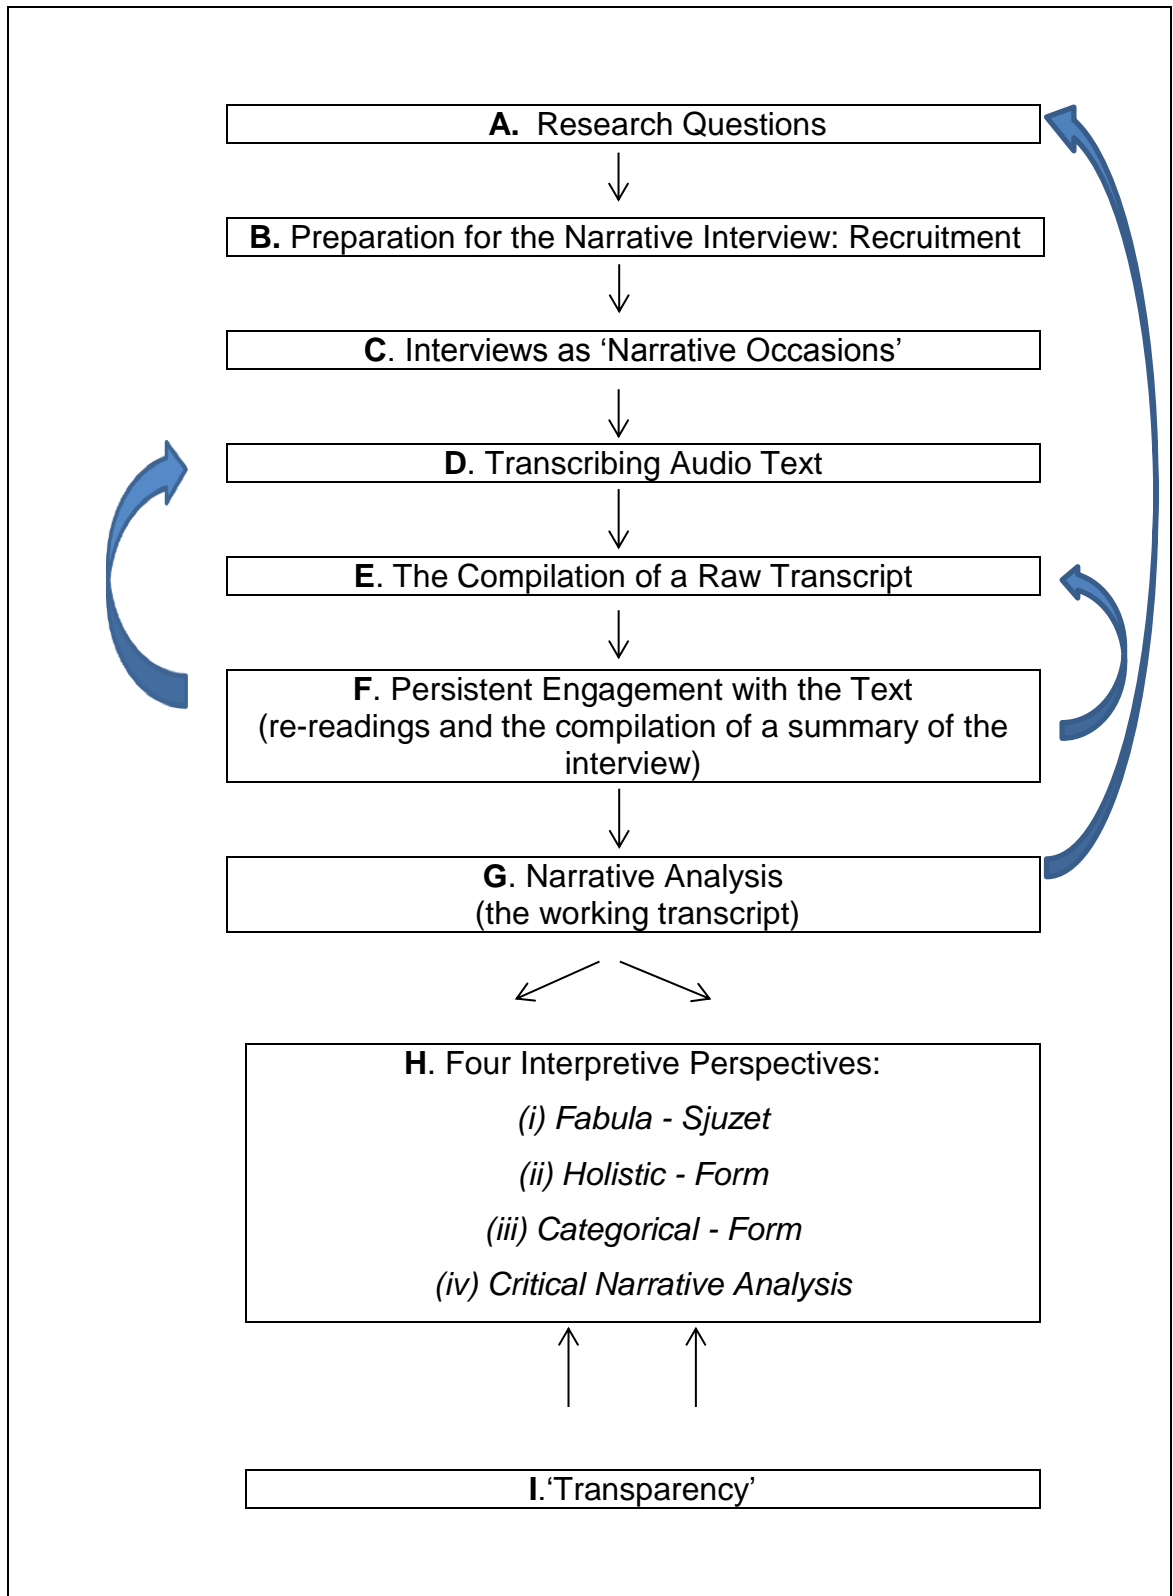 A. Research Questions
B. Preparation for the Narrative Interview: Recruitment
C. Interviews as ‘Narrative Occasions’
D. Transcribing Audio Text
E. The Compilation of a Raw Transcript
F. Persistent Engagement with the Text
(re-readings and the compilation of a summary of the
interview)
G. Narrative Analysis
(the working transcript)
H. Four Interpretive Perspectives:
(i) Fabula - Sjuzet
(ii) Holistic - Form
(iii) Categorical - Form
(iv) Critical Narrative Analysis
I.‘Transparency’